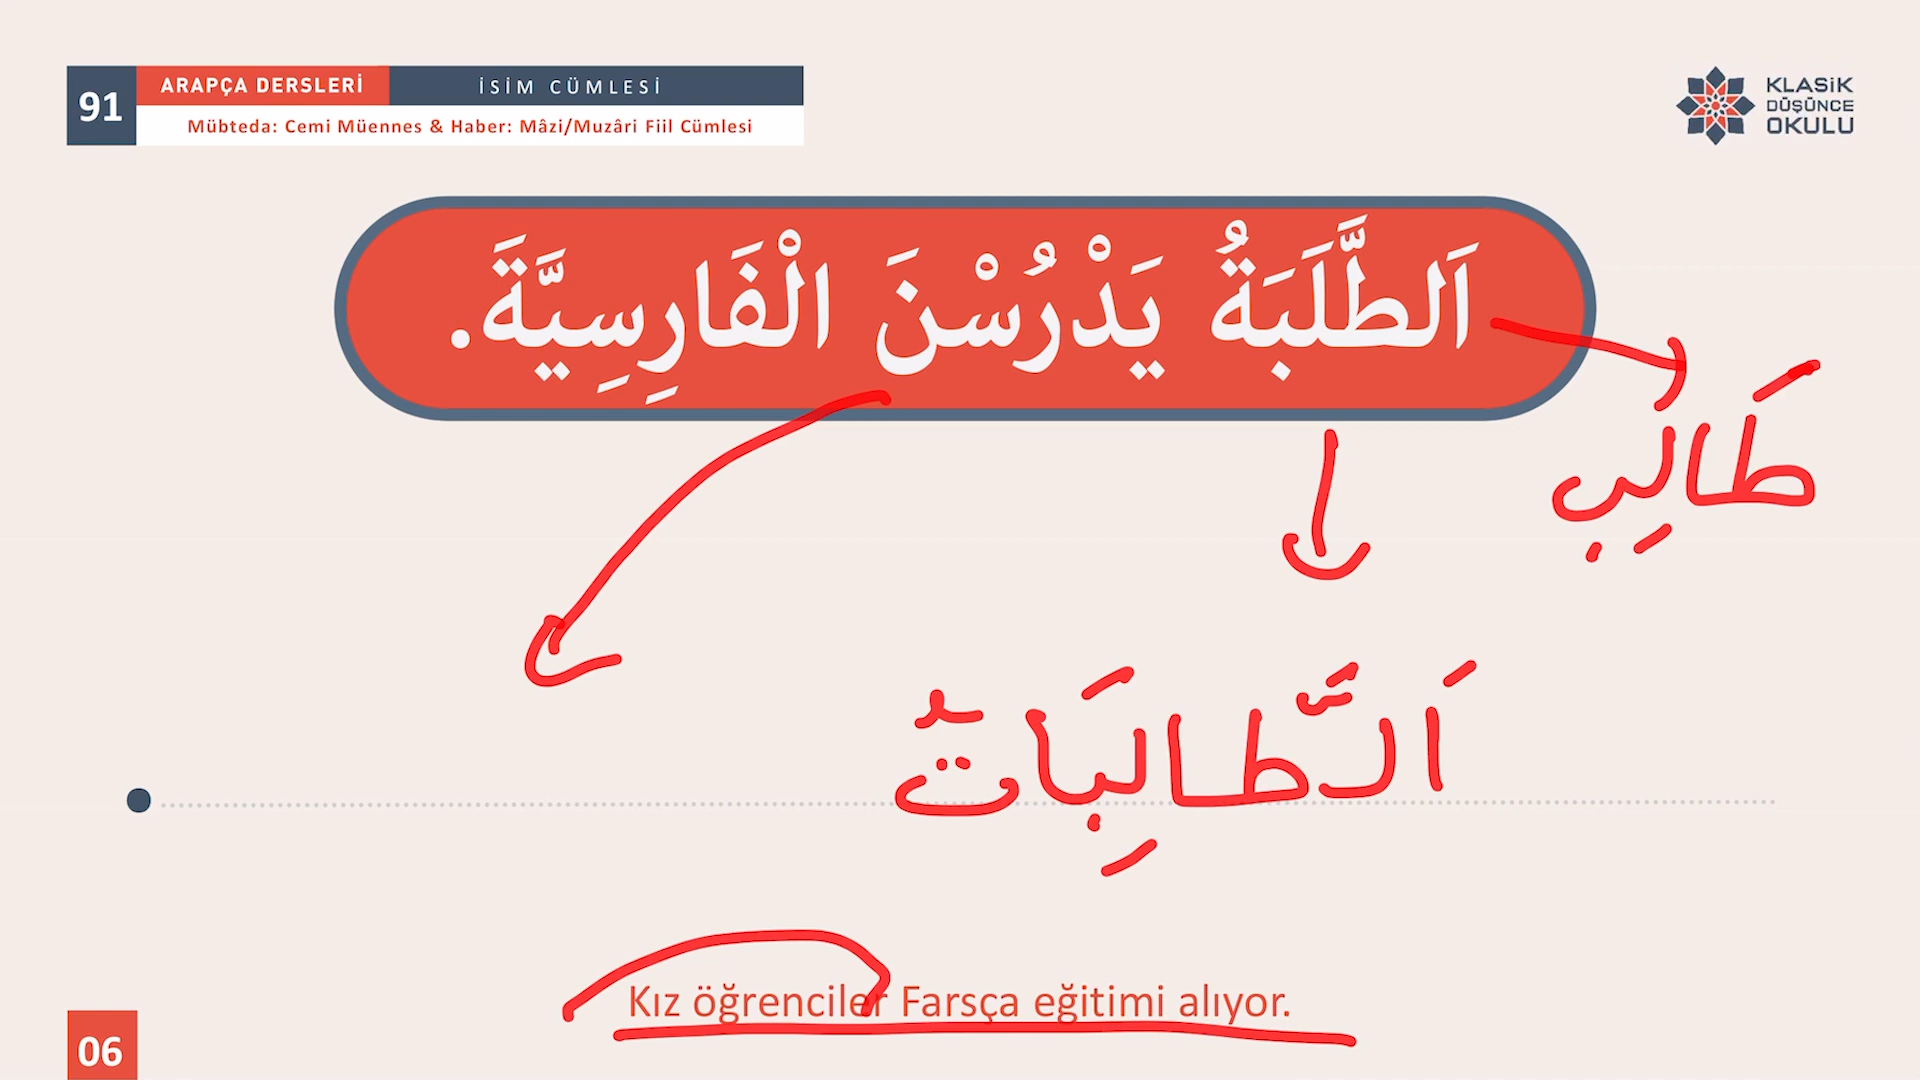 91
ARAPÇA DERSLERİ
İSİM CÜMLESİ
Mübteda: Cemi Müennes & Haber: Mâzi/Muzâri Fiil Cümlesi
KLASİK
DÜŞÜNCE
OKULU
اَلطَّلَبَةُ يَدْرُسْنَ الْفَارِسِيَّةَ.
طَالِب
اَلطَّالِبَاتُ
Kız öğrenciler Farsça eğitimi alıyor.
06